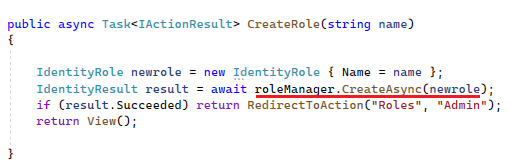 public async Task<IActionResult> CreateRole(string name)
{
IdentityRole newrole = new IdentityRole { Name = name };
IdentityResult result = await roleManager.CreateAsync(newrole);
if (result.Succeeded) return RedirectToAction("Roles", "Admin");
return View();
}